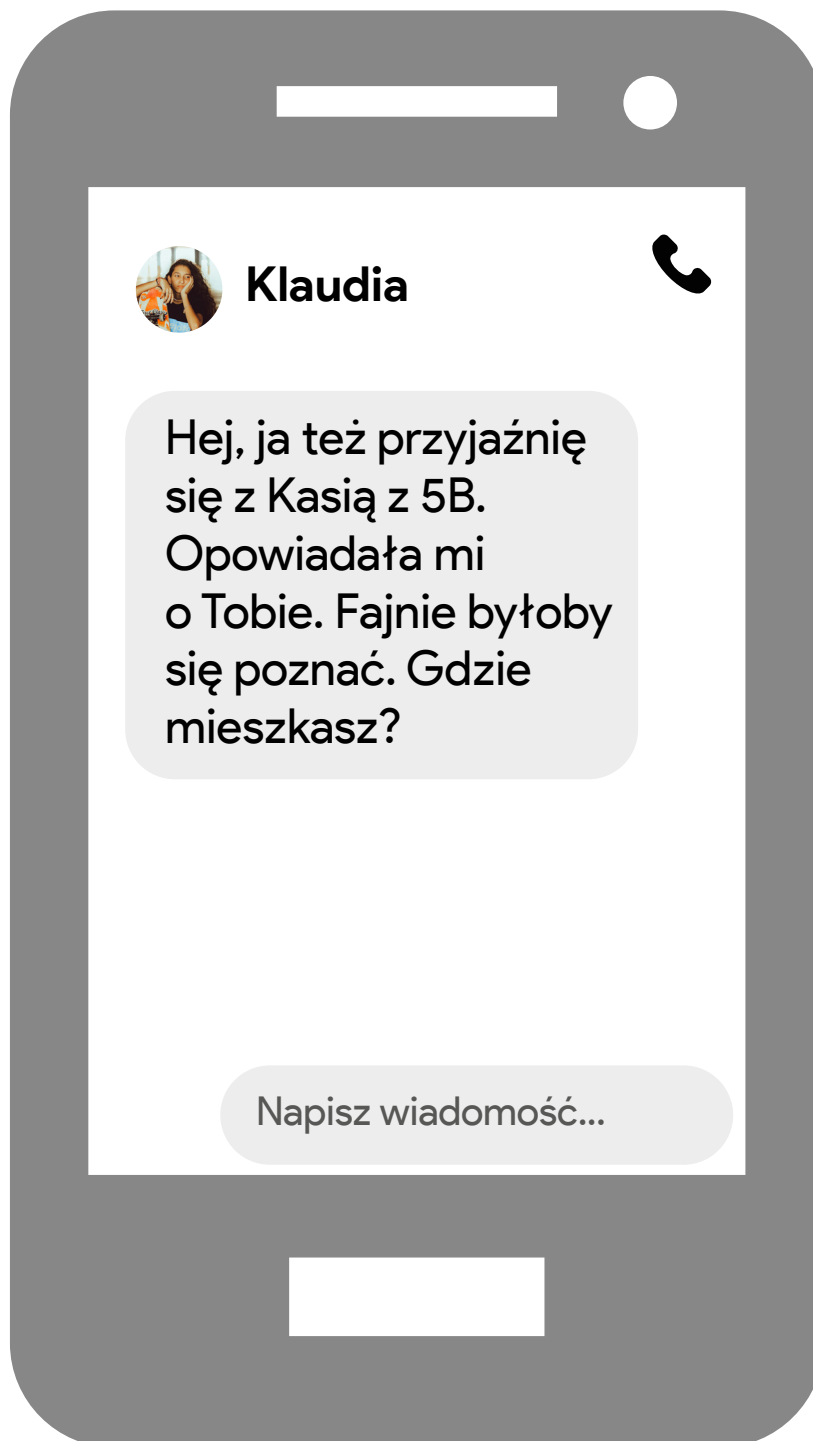 Klaudia
Hej, ja też przyjaźnię
się z Kasią z 5B.
Opowiadała mi
o Tobie. Fajnie byłoby
się poznać. Gdzie
mieszkasz?
Napisz wiadomość...